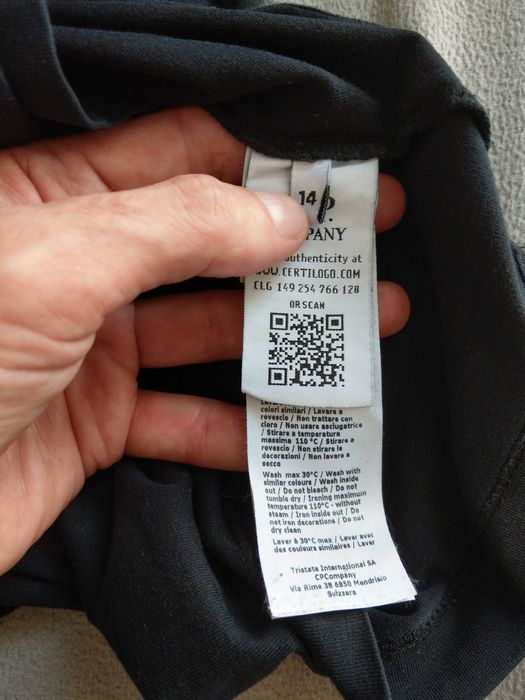 14
P.
PANY
authenticity at
WWW.CERTILOGO.COM
CLG 149 254 766 128
QR SCAN
colori similari / Lavare a
rovescio / Non trattare con
cloro / Non usare asciugatrice
/ Stirare a temperatura
massima 110°C / Stirare a
rovescio / Non stirare le
decorazioni / Non lavare a
secco
Wash max 30°C / Wash with
similar colours / Wash inside
out / Do not bleach / Do not
tumble dry / Ironing maximum
temperature 110°C - without
steam / Iron inside out / Do
not iron decorations / Do not
dry clean
Laver à 30°C max / Laver avec
des couleurs similaires / Laver
Tristate International SA
CPCompany
Via Rime 38 6850 Mendrisio
Svizzera